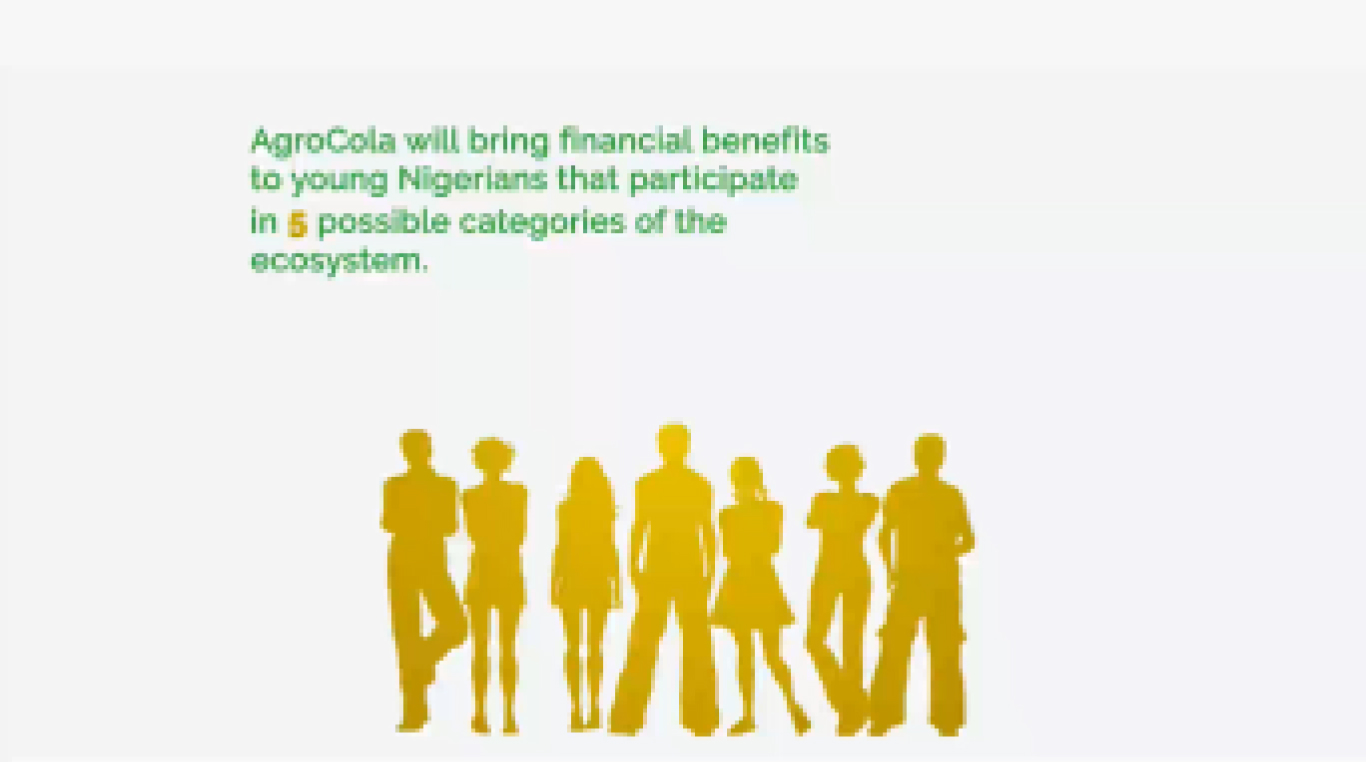 AgroCola will bring financial benefits
to young Nigerians that participate
in 5 possible categories of the
ecosystem.